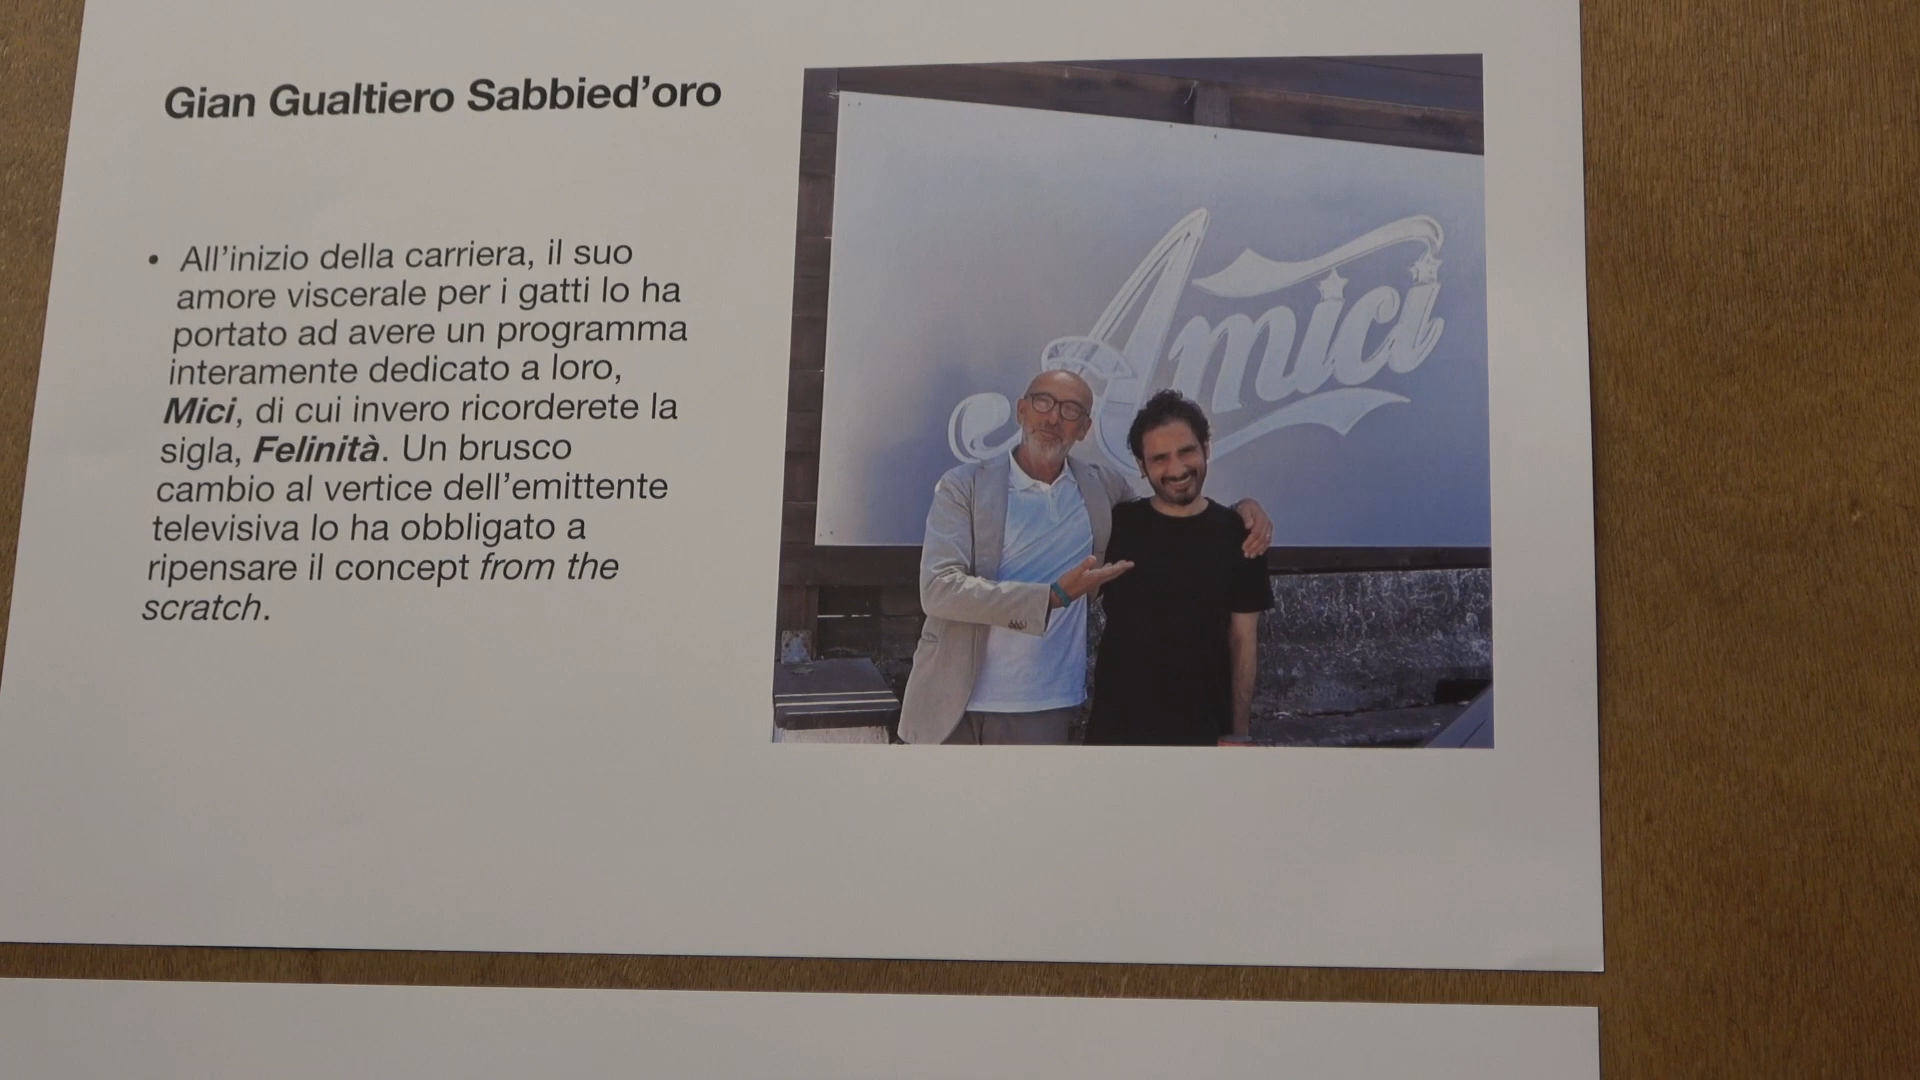 Gian Gualtiero Sabbied’oro
• All’inizio della carriera, il suo
amore viscerale per i gatti lo ha
portato ad avere un programma
interamente dedicato a loro,
Mici, di cui invero ricorderete la
sigla, Felinità. Un brusco
cambio al vertice dell’emittente
televisiva lo ha obbligato a
ripensare il concept from the
scratch.
Amici